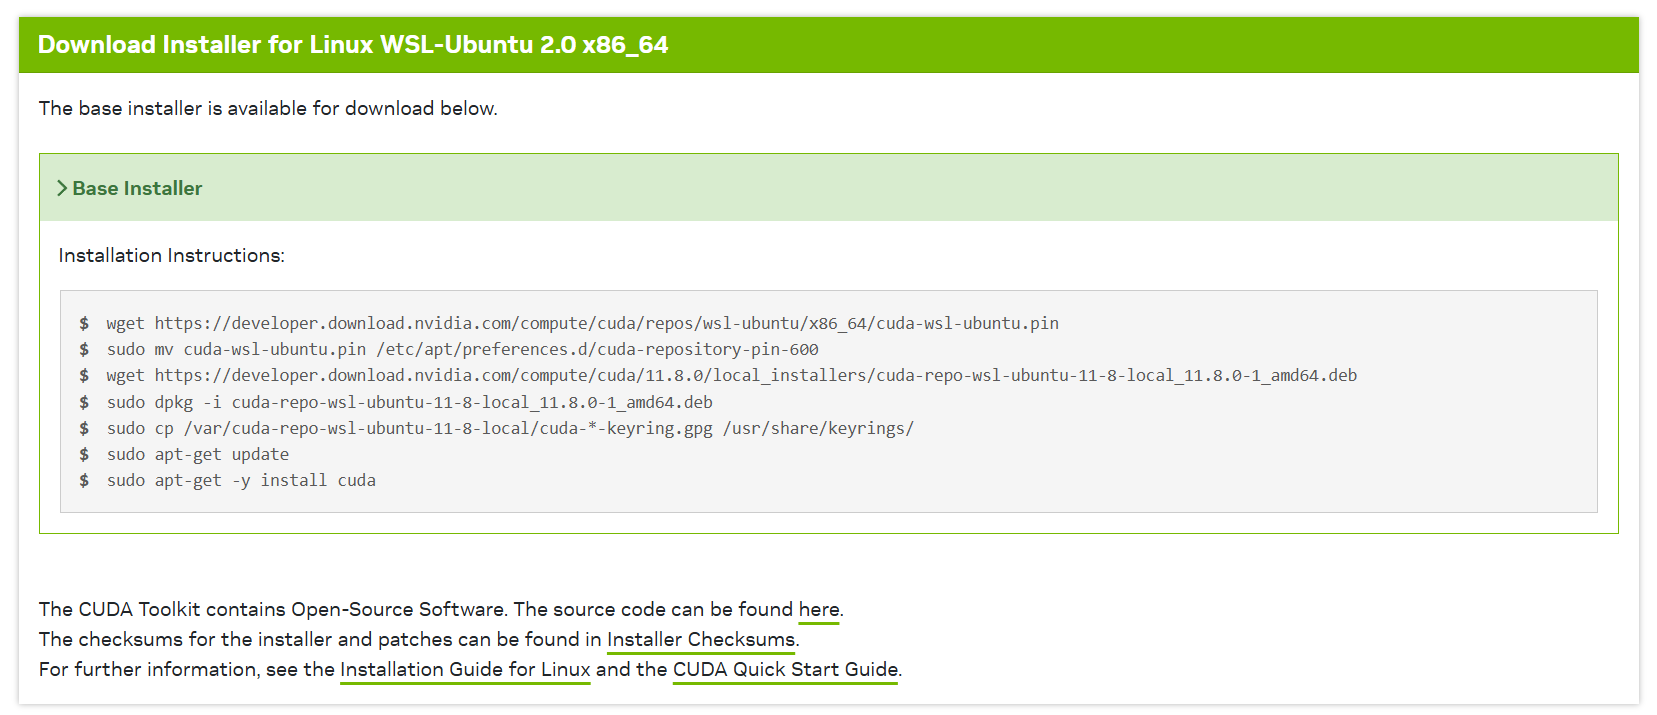 Download Installer for Linux WSL-Ubuntu 2.0 x86_64
The base installer is available for download below.
Base Installer
Installation Instructions:
$ wget https://developer.download.nvidia.com/compute/cuda/repos/wsl-ubuntu/x86_64/cuda-wsl-ubuntu.pin
$ sudo mv cuda-wsl-ubuntu.pin /etc/apt/preferences.d/cuda-repository-pin-600
$ wget https://developer.download.nvidia.com/compute/cuda/11.8.0/local_installers/cuda-repo-wsl-ubuntu-11-8-local_11.8.0-1_amd64.deb
$ sudo dpkg -i cuda-repo-wsl-ubuntu-11-8-local_11.8.0-1_amd64.deb
$ sudo cp /var/cuda-repo-wsl-ubuntu-11-8-local/cuda-*-keyring.gpg /usr/share/keyrings/
$ sudo apt-get update
$ sudo apt-get -y install cuda
The CUDA Toolkit contains Open-Source Software. The source code can be found here.
The checksums for the installer and patches can be found in Installer Checksums.
For further information, see the Installation Guide for Linux and the CUDA Quick Start Guide.